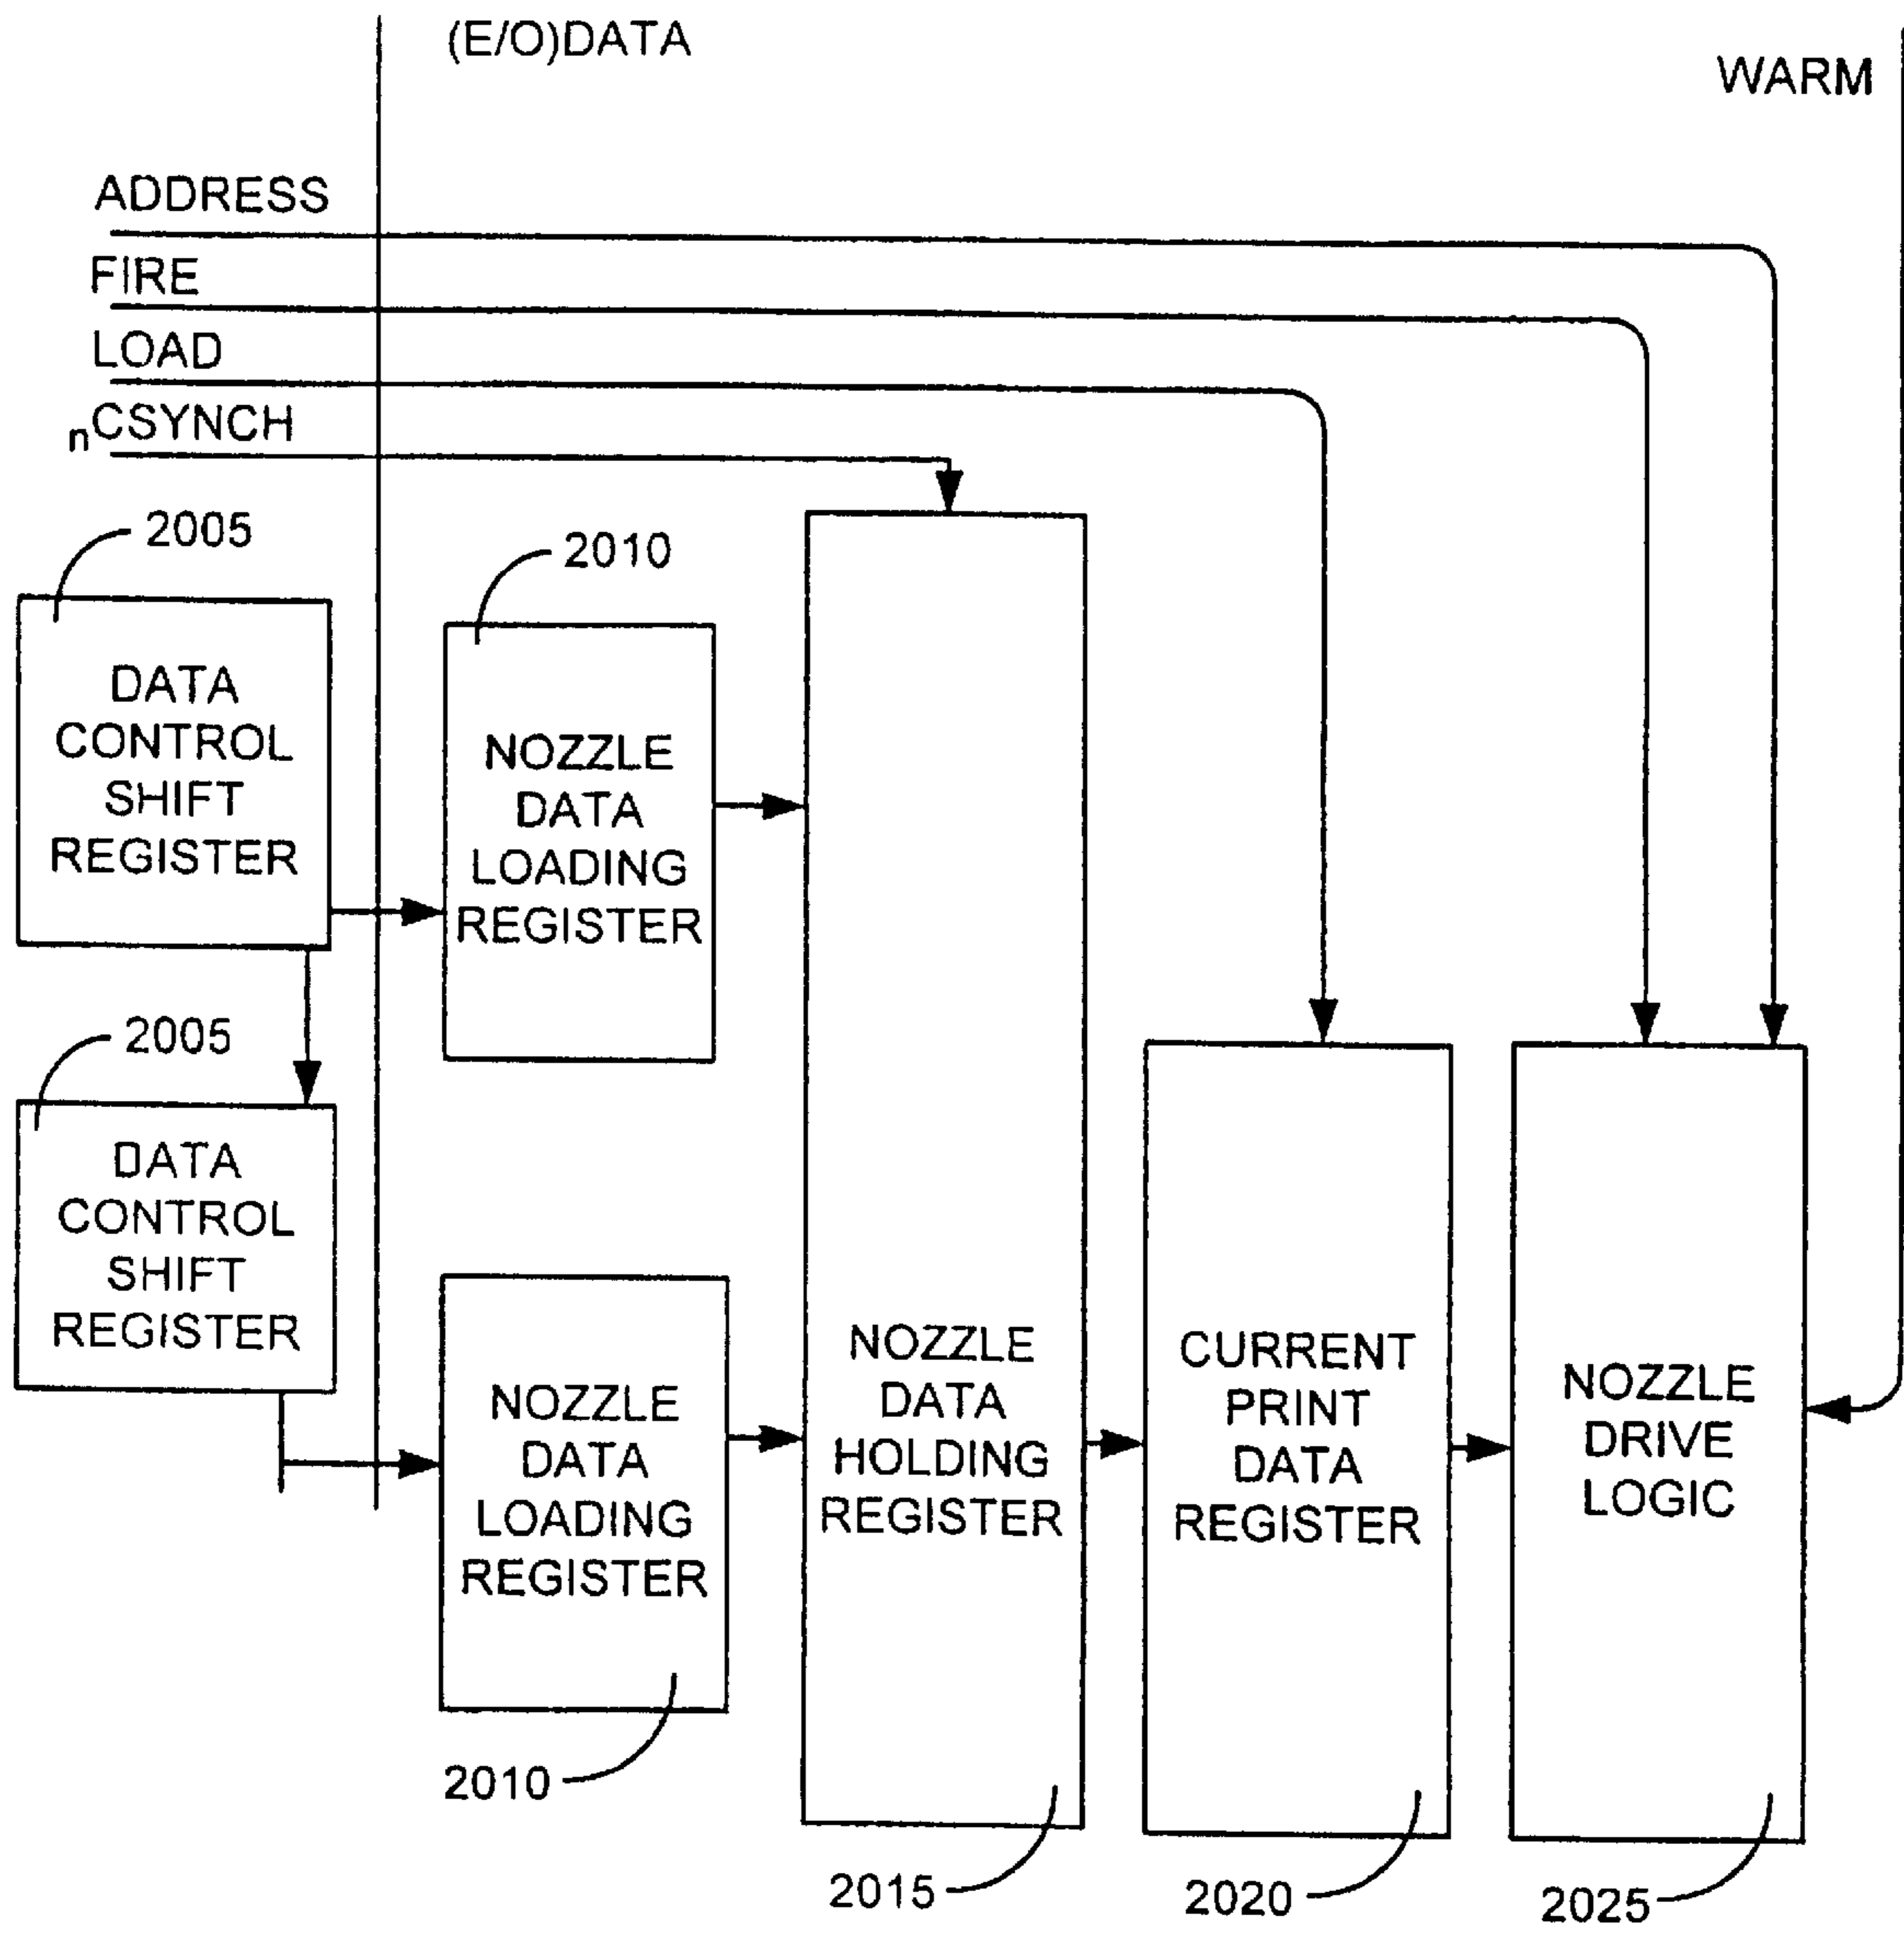 (E/O)DATA
WARM
ADDRESS
FIRE
LOAD
nCSYNCH
2005
2010
DATA
CONTROL
SHIFT
REGISTER
NOZZLE
DATA
LOADING
REGISTER
2005
DATA
CONTROL
SHIFT
REGISTER
NOZZLE
DATA
LOADING
REGISTER
NOZZLE
DATA
HOLDING
REGISTER
CURRENT
PRINT
DATA
REGISTER
NOZZLE
DRIVE
LOGIC
2010
2015
2020
2025